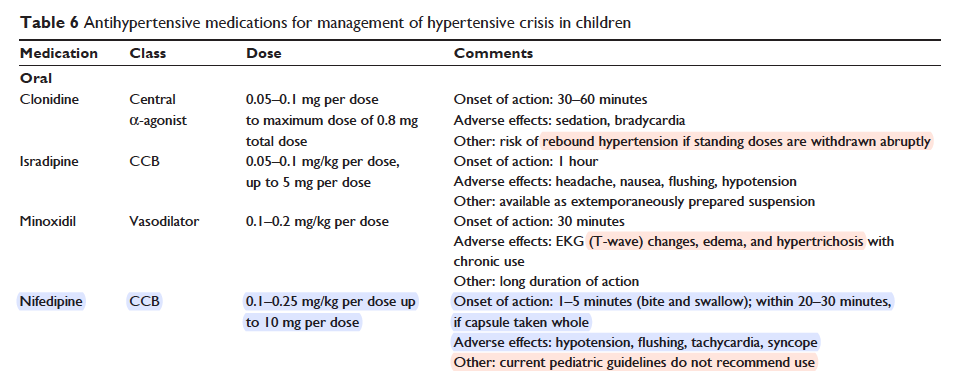 Table 6 Antihypertensive medications for management of hypertensive crisis in children
Medication Class Dose Comments
Oral
Clonidine Central 0.05–0.1 mg per dose Onset of action: 30–60 minutes
α-agonist to maximum dose of 0.8 mg Adverse effects: sedation, bradycardia
total dose Other: risk of rebound hypertension if standing doses are withdrawn abruptly
Isradipine CCB 0.05–0.1 mg/kg per dose, Onset of action: 1 hour
up to 5 mg per dose Adverse effects: headache, nausea, flushing, hypotension
Other: available as extemporaneously prepared suspension
Minoxidil Vasodilator 0.1–0.2 mg/kg per dose Onset of action: 30 minutes
Adverse effects: EKG (T-wave) changes, edema, and hypertrichosis with
chronic use
Other: long duration of action
Nifedipine CCB 0.1–0.25 mg/kg per dose up Onset of action: 1–5 minutes (bite and swallow); within 20–30 minutes,
to 10 mg per dose if capsule taken whole
Adverse effects: hypotension, flushing, tachycardia, syncope
Other: current pediatric guidelines do not recommend use